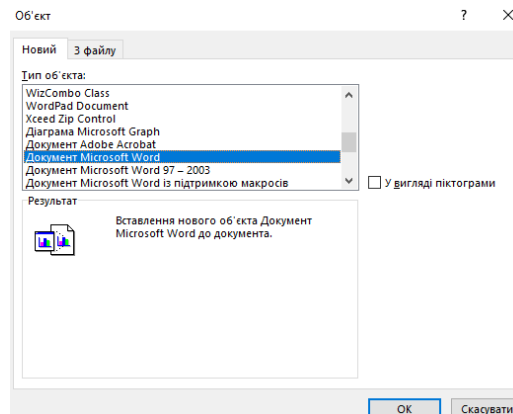 Об'єкт
Новий
З файлу
Тип об'єкта:
WizCombo Class
WordPad Document
Xceed Zip Control
Діаграма Microsoft Graph
Документ Adobe Acrobat
Документ Microsoft Word
Документ Microsoft Word 97 – 2003
Документ Microsoft Word із підтримкою макросів
У вигляді піктограми
Результат
Вставлення нового об'єкта Документ
Microsoft Word до документа.
ОК
Скасувати